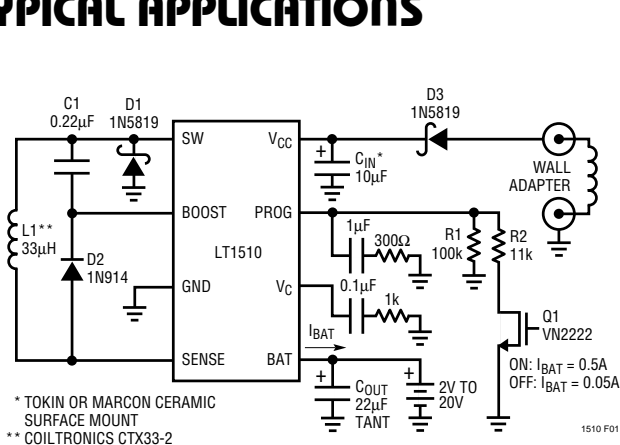 YPICAL APPLICATIONS
C1
0.22µF
D1
1N5819
D3
1N5819
SW
VCC
+
CIN*
10µF
WALL
ADAPTER
BOOST
PROG
L1**
33µH
LT1510
1µF
300Ω
R1
100k
R2
11k
D2
1N914
GND
VC
0.1µF
1k
Q1
VN2222
IBAT
SENSE
BAT
ON: IBAT = 0.5A
OFF: IBAT = 0.05A
+
COUT
22µF
TANT
+
2V TO
20V
* TOKIN OR MARCON CERAMIC
SURFACE MOUNT
** COILTRONICS CTX33-2
1510 F01